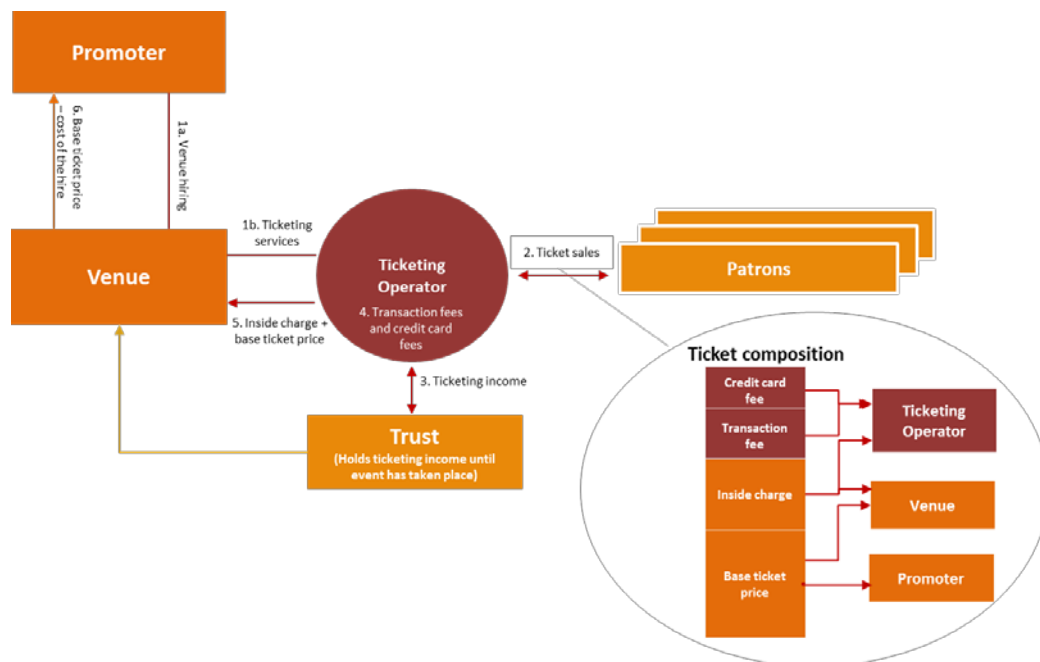 Promoter
6. Base ticket price
– cost of the hire
1a. Venue hiring
Venue
1b. Ticketing
services
5. Inside charge +
base ticket price
Ticketing
Operator
4. Transaction fees
and credit card
fees
2. Ticket sales
Patrons
3. Ticketing income
Trust
(Holds ticketing income until
event has taken place)
Ticket composition
Credit card
fee
Transaction
fee
Inside charge
Base ticket
price
Ticketing
Operator
Venue
Promoter